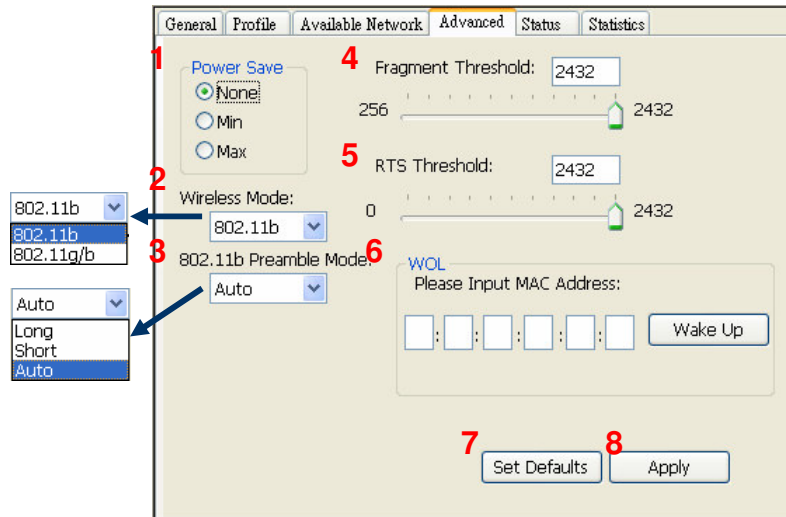 General Profile Available Network Advanced Status Statistics
1
Power Save
None
Min
Max
2
Wireless Mode:
802.11b
802.11b
802.11b
802.11g/b
3
802.11b Preamble Mode:
Auto
Auto
Long
Short
Auto
4
Fragment Threshold: 2432
256 2432
5
RTS Threshold: 2432
0 2432
6
WOL
Please Input MAC Address:
: : : : : Wake Up
7
Set Defaults
8
Apply